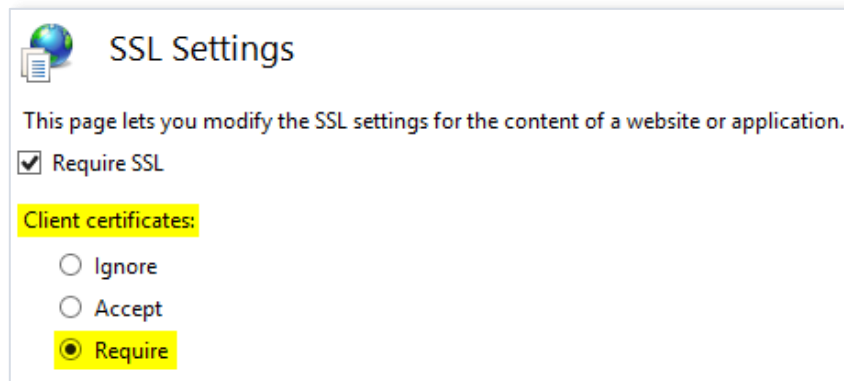 SSL Settings
This page lets you modify the SSL settings for the content of a website or application.
Require SSL
Client certificates:
Ignore
Accept
Require